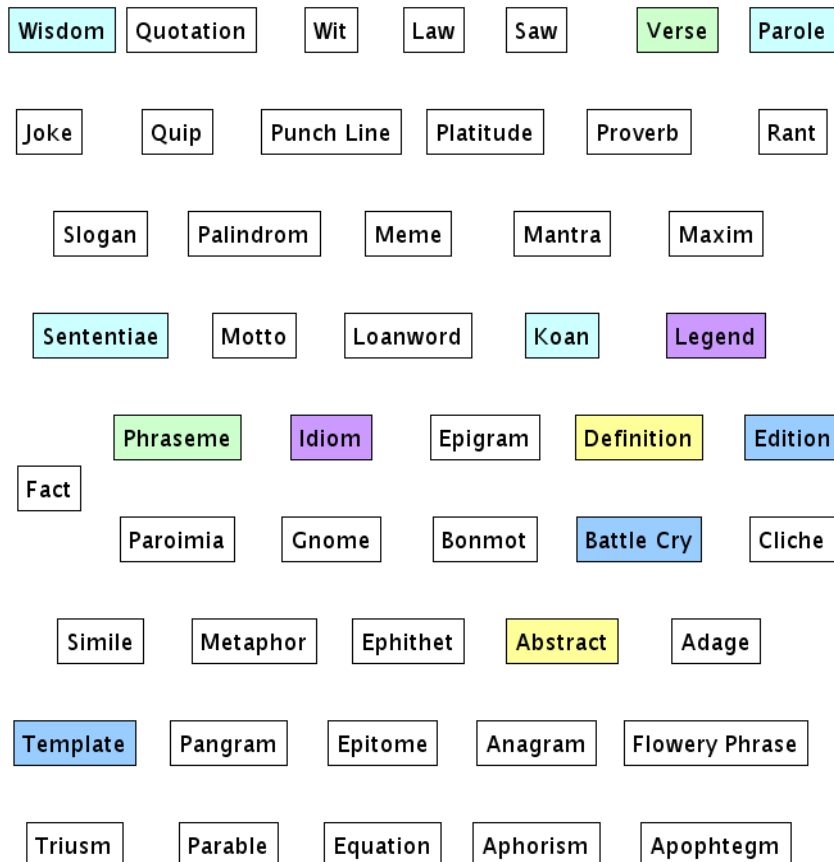 Wisdom Quotation Wit Law Saw Verse Parole
Joke Quip Punch Line Platitude Proverb Rant
Slogan Palindrom Meme Mantra Maxim
Sententiae Motto Loanword Koan Legend
Phraseme Idiom Epigram Definition Edition
Fact
Paroimia Gnome Bonmot Battle Cry Cliche
Simile Metaphor Ephithet Abstract Adage
Template Pangram Epitome Anagram Flowery Phrase
Triusm Parable Equation Aphorism Apophtegm